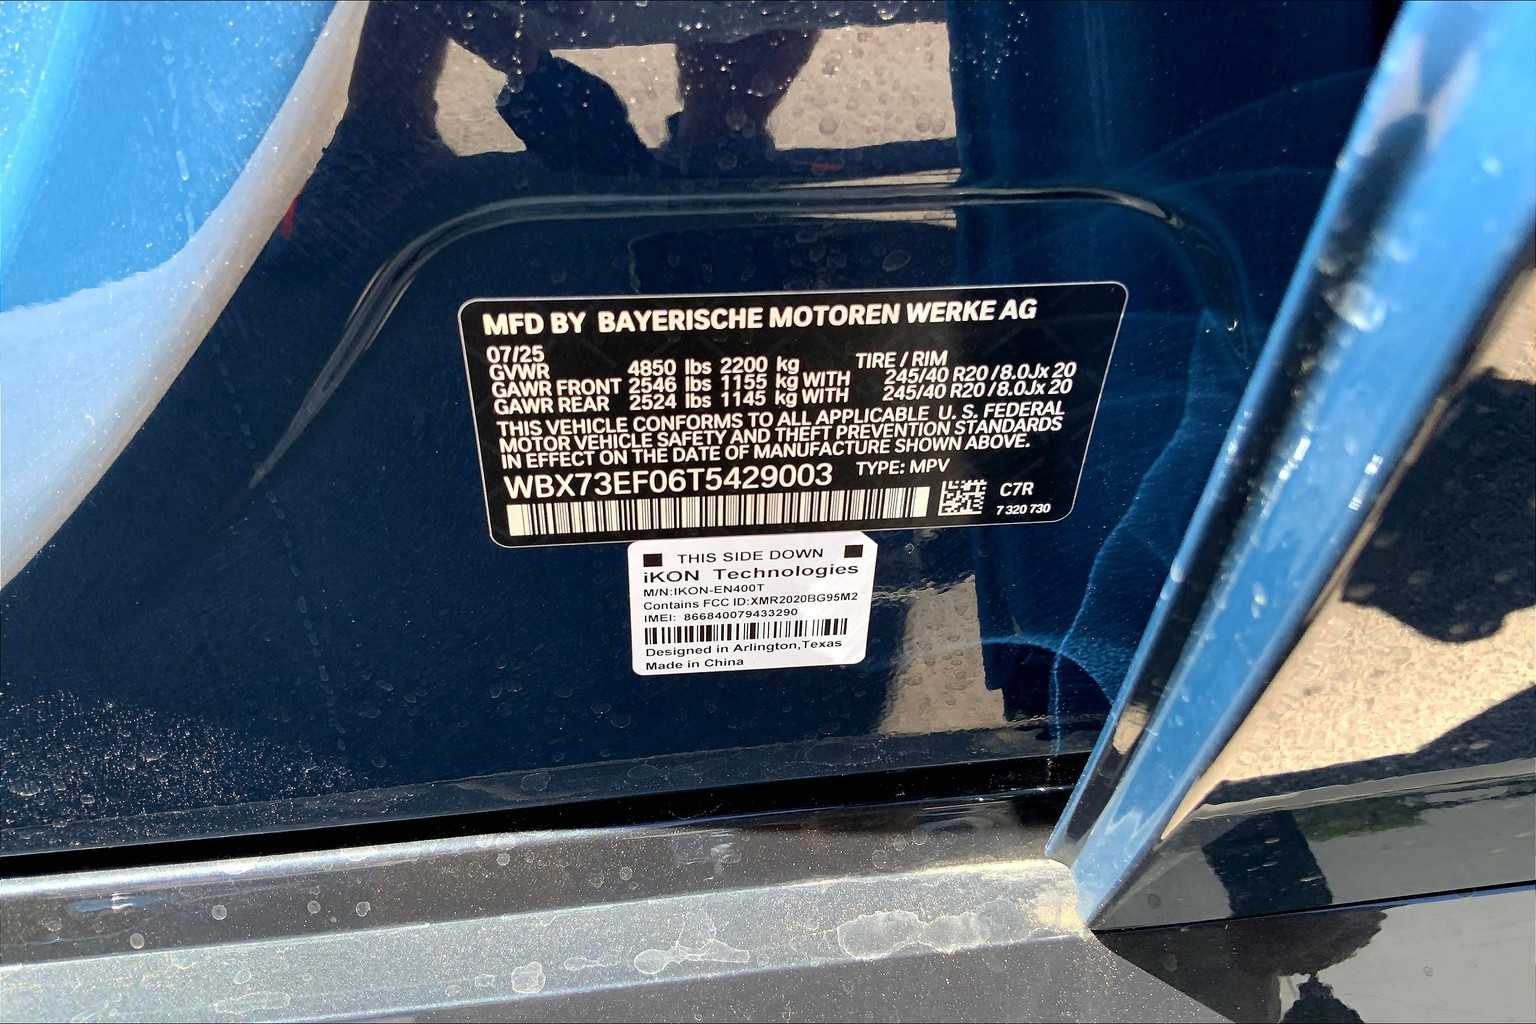 MFD BY BAYERISCHE MOTOREN WERKE AG
07/25
GVWR 4850 lbs 2200 kg TIRE / RIM
GAWR FRONT 2546 lbs 1155 kg WITH 245/40 R20 / 8.0Jx 20
GAWR REAR 2524 lbs 1145 kg WITH 245/40 R20 / 8.0Jx 20
THIS VEHICLE CONFORMS TO ALL APPLICABLE U. S. FEDERAL
MOTOR VEHICLE SAFETY AND THEFT PREVENTION STANDARDS
IN EFFECT ON THE DATE OF MANUFACTURE SHOWN ABOVE.
WBX73EF06T5429003 TYPE: MPV
C7R
7 320 730
THIS SIDE DOWN
iKON Technologies
M/N:IKON-EN400T
Contains FCC ID:XMR2020BG95M2
IMEI: 866840079433290
Designed in Arlington,Texas
Made in China